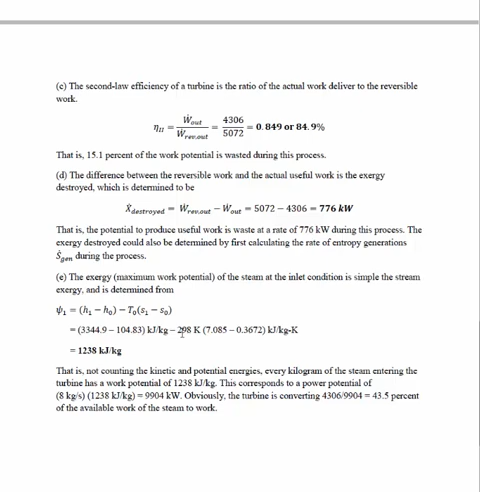 (c) The second-law efficiency of a turbine is the ratio of the actual work deliver to the reversible
work.
η_II = Ẇ_out / Ẇ_rev,out = 4306 / 5072 = 0.849 or 84.9%
That is, 15.1 percent of the work potential is wasted during this process.
(d) The difference between the reversible work and the actual useful work is the exergy
destroyed, which is determined to be
Ẋ_destroyed = Ẇ_rev,out − Ẇ_out = 5072 − 4306 = 776 kW
That is, the potential to produce useful work is waste at a rate of 776 kW during this process. The
exergy destroyed could also be determined by first calculating the rate of entropy generations
Ṡ_gen during the process.
(e) The exergy (maximum work potential) of the steam at the inlet condition is simple the stream
exergy, and is determined from
ψ₁ = (h₁ − h₀) − T₀(s₁ − s₀)
= (3344.9 – 104.83) kJ/kg – 298 K (7.085 – 0.3672) kJ/kg-K
= 1238 kJ/kg
That is, not counting the kinetic and potential energies, every kilogram of the steam entering the
turbine has a work potential of 1238 kJ/kg. This corresponds to a power potential of
(8 kg/s) (1238 kJ/kg) = 9904 kW. Obviously, the turbine is converting 4306/9904 = 43.5 percent
of the available work of the steam to work.